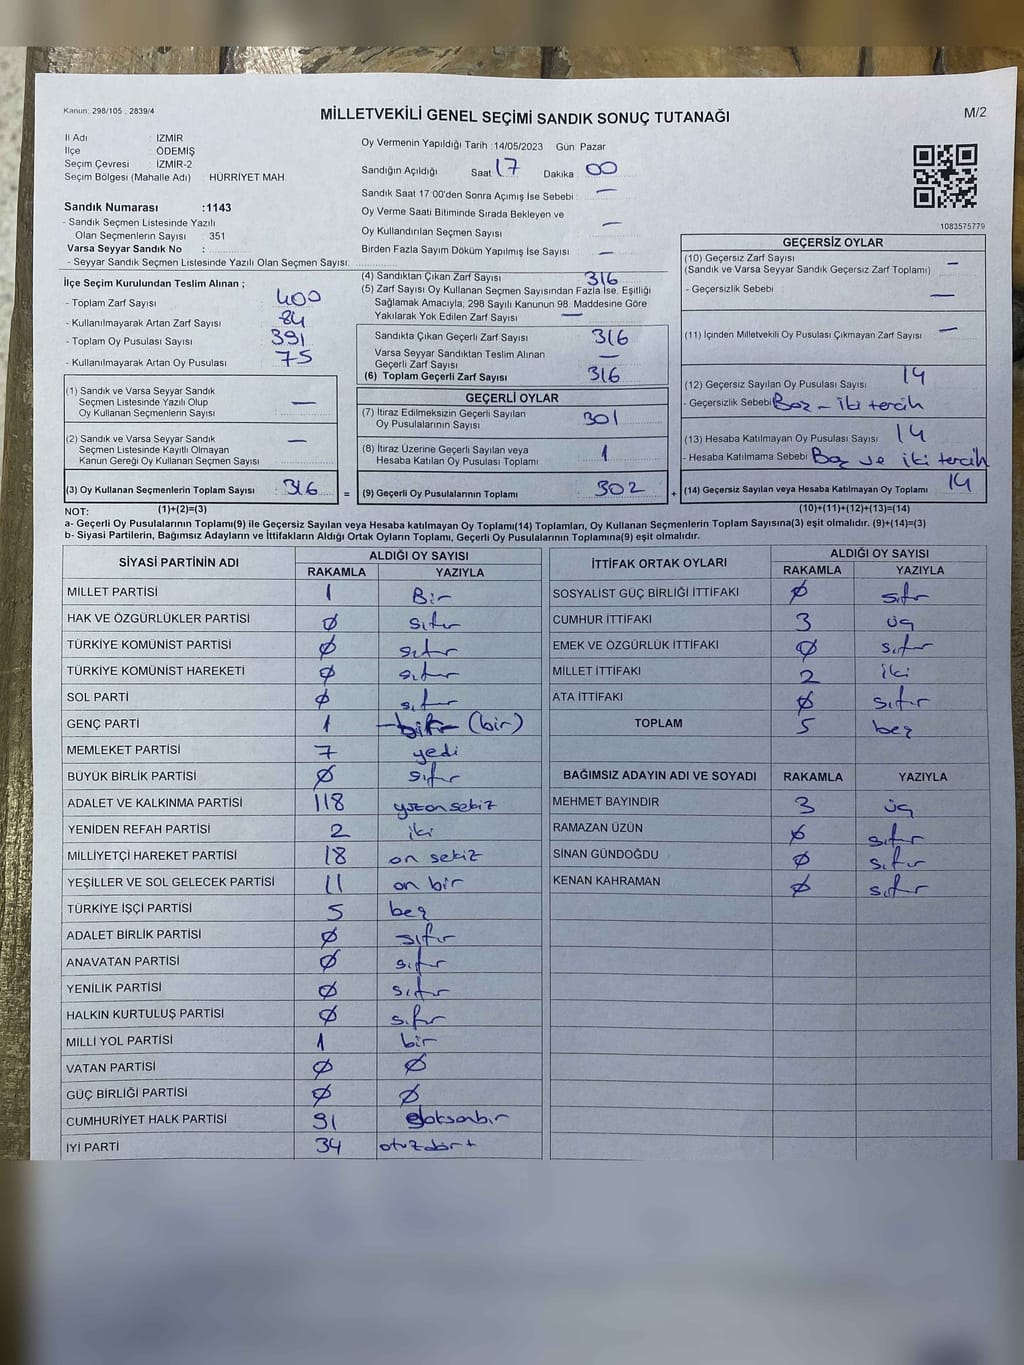 Kanun: 298/105 , 2839/4
MİLLETVEKİLİ GENEL SEÇİMİ SANDIK SONUÇ TUTANAĞI
M/2
İl Adı : İZMİR
İlçe : ÖDEMİŞ
Seçim Çevresi : İZMİR-2
Seçim Bölgesi (Mahalle Adı) : HÜRRİYET MAH.
Sandık Numarası :1143
- Sandık Seçmen Listesinde Yazılı
Olan Seçmenlerin Sayısı : 351
Varsa Seyyar Sandık No :
- Seyyar Sandık Seçmen Listesinde Yazılı Olan Seçmen Sayısı:
Oy Vermenin Yapıldığı Tarih :14/05/2023 Gün: Pazar
Sandığın Açıldığı Saat 17 Dakika 00
Sandık Saat 17:00'den Sonra Açımış İse Sebebi : —
Oy Verme Saati Bitiminde Sırada Bekleyen ve
Oy Kullandırılan Seçmen Sayısı —
Birden Fazla Sayım Döküm Yapılmış İse Sayısı —
1083575779
İlçe Seçim Kurulundan Teslim Alınan ;
- Toplam Zarf Sayısı : 400
- Kullanılmayarak Artan Zarf Sayısı : 84
- Toplam Oy Pusulası Sayısı : 391
- Kullanılmayarak Artan Oy Pusulası : 75
(1) Sandık ve Varsa Seyyar Sandık
Seçmen Listesinde Yazılı Olup
Oy Kullanan Seçmenlerin Sayısı : —
(2) Sandık ve Varsa Seyyar Sandık
Seçmen Listesinde Kayıtlı Olmayan
Kanun Gereği Oy Kullanan Seçmen Sayısı : —
(3) Oy Kullanan Seçmenlerin Toplam Sayısı : 316 =
(1)+(2)=(3)
(4) Sandıktan Çıkan Zarf Sayısı 316
(5) Zarf Sayısı Oy Kullanan Seçmen Sayısından Fazla İse, Eşitliği
Sağlamak Amacıyla; 298 Sayılı Kanunun 98. Maddesine Göre
Yakılarak Yok Edilen Zarf Sayısı : —
Sandıkta Çıkan Geçerli Zarf Sayısı 316
Varsa Seyyar Sandıktan Teslim Alınan
Geçerli Zarf Sayısı —
(6) Toplam Geçerli Zarf Sayısı 316
GEÇERLİ OYLAR
(7) İtiraz Edilmeksizin Geçerli Sayılan
Oy Pusulalarının Sayısı 301
(8) İtiraz Üzerine Geçerli Sayılan veya
Hesaba Katılan Oy Pusulası Toplamı 1
(9) Geçerli Oy Pusulalarının Toplamı 302 +
GEÇERSİZ OYLAR
(10) Geçersiz Zarf Sayısı
(Sandık ve Varsa Seyyar Sandık Geçersiz Zarf Toplamı) —
- Geçersizlik Sebebi : —
(11) İçinden Milletvekili Oy Pusulası Çıkmayan Zarf Sayısı : —
(12) Geçersiz Sayılan Oy Pusulası Sayısı : 14
- Geçersizlik Sebebi Boz - İki tercih
(13) Hesaba Katılmayan Oy Pusulası Sayısı : 14
- Hesaba Katılmama Sebebi : Boz ve iki tercih
(14) Geçersiz Sayılan veya Hesaba Katılmayan Oy Toplamı 14
(10)+(11)+(12)+(13)=(14)
NOT:
a- Geçerli Oy Pusulalarının Toplamı(9) ile Geçersiz Sayılan veya Hesaba katılmayan Oy Toplamı(14) Toplamları, Oy Kullanan Seçmenlerin Toplam Sayısına(3) eşit olmalıdır. (9)+(14)=(3)
b- Siyasi Partilerin, Bağımsız Adayların ve İttifakların Aldığı Ortak Oyların Toplamı, Geçerli Oy Pusulalarının Toplamına(9) eşit olmalıdır.
SİYASİ PARTİNİN ADI ALDIĞI OY SAYISI
RAKAMLA YAZIYLA
MİLLET PARTİSİ 1 Bir
HAK VE ÖZGÜRLÜKLER PARTİSİ Ø sıfır
TÜRKİYE KOMÜNİST PARTİSİ Ø sıfır
TÜRKİYE KOMÜNİST HAREKETİ Ø sıfır
SOL PARTİ Ø sıfır
GENÇ PARTİ 1 (bir)
MEMLEKET PARTİSİ 7 yedi
BÜYÜK BİRLİK PARTİSİ Ø sıfır
ADALET VE KALKINMA PARTİSİ 118 yüzonsekiz
YENİDEN REFAH PARTİSİ 2 iki
MİLLİYETÇİ HAREKET PARTİSİ 18 on sekiz
YEŞİLLER VE SOL GELECEK PARTİSİ 11 on bir
TÜRKİYE İŞÇİ PARTİSİ 5 beş
ADALET BİRLİK PARTİSİ Ø sıfır
ANAVATAN PARTİSİ Ø sıfır
YENİLİK PARTİSİ Ø sıfır
HALKIN KURTULUŞ PARTİSİ Ø sıfır
MİLLİ YOL PARTİSİ 1 bir
VATAN PARTİSİ Ø Ø
GÜÇ BİRLİĞİ PARTİSİ Ø Ø
CUMHURİYET HALK PARTİSİ 91 doksanbir
İYİ PARTİ 34 otuzdört
İTTİFAK ORTAK OYLARI ALDIĞI OY SAYISI
RAKAMLA YAZIYLA
SOSYALİST GÜÇ BİRLİĞİ İTTİFAKI Ø sıfır
CUMHUR İTTİFAKI 3 üç
EMEK VE ÖZGÜRLÜK İTTİFAKI Ø sıfır
MİLLET İTTİFAKI 2 iki
ATA İTTİFAKI Ø sıfır
TOPLAM 5 beş
BAĞIMSIZ ADAYIN ADI VE SOYADI RAKAMLA YAZIYLA
MEHMET BAYINDIR 3 üç
RAMAZAN ÜZÜN Ø sıfır
SİNAN GÜNDOĞDU Ø sıfır
KENAN KAHRAMAN Ø sıfır